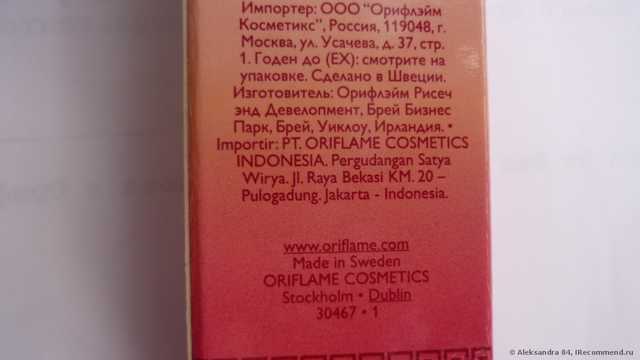 Импортер: ООО “Орифлэйм
Косметикс”, Россия, 119048, г.
Москва, ул. Усачева, д. 37, стр.
1. Годен до (EX): смотрите на
упаковке. Сделано в Швеции.
Изготовитель: Орифлэйм Рисеч
энд Девелопмент, Брей Бизнес
Парк, Брей, Уиклоу, Ирландия. •
Importir: PT. ORIFLAME COSMETICS
INDONESIA. Pergudangan Satya
Wirya. Jl. Raya Bekasi KM. 20 –
Pulogadung. Jakarta - Indonesia.
www.oriflame.com
Made in Sweden
ORIFLAME COSMETICS
Stockholm • Dublin
30467 • 1
© Aleksandra 84, IRecommend.ru